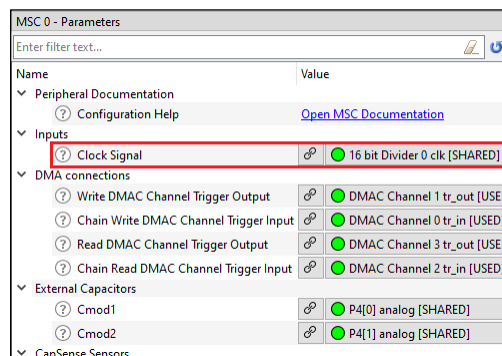 MSC 0 - Parameters
Enter filter text...
Name Value
Peripheral Documentation
Configuration Help Open MSC Documentation
Inputs
Clock Signal 16 bit Divider 0 clk [SHARED]
DMA connections
Write DMAC Channel Trigger Output DMAC Channel 1 tr_out [USE
Chain Write DMAC Channel Trigger Input DMAC Channel 0 tr_in [USED
Read DMAC Channel Trigger Output DMAC Channel 3 tr_out [USE
Chain Read DMAC Channel Trigger Input DMAC Channel 2 tr_in [USED
External Capacitors
Cmod1 P4[0] analog [SHARED]
Cmod2 P4[1] analog [SHARED]
CapSense Sensors